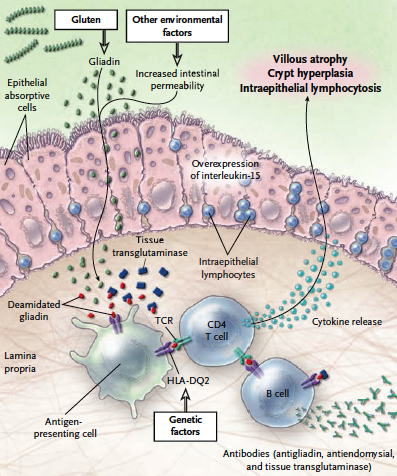 Gluten
Other environmental
factors
Gliadin
Increased intestinal
permeability
Villous atrophy
Crypt hyperplasia
Intraepithelial lymphocytosis
Epithelial
absorptive
cells
Overexpression
of interleukin-15
Tissue
transglutaminase
Intraepithelial
lymphocytes
Deamidated
gliadin
TCR
CD4
T cell
Cytokine release
Lamina
propria
HLA-DQ2
B cell
Antigen-
presenting cell
Genetic
factors
Antibodies (antigliadin, antiendomysial,
and tissue transglutaminase)